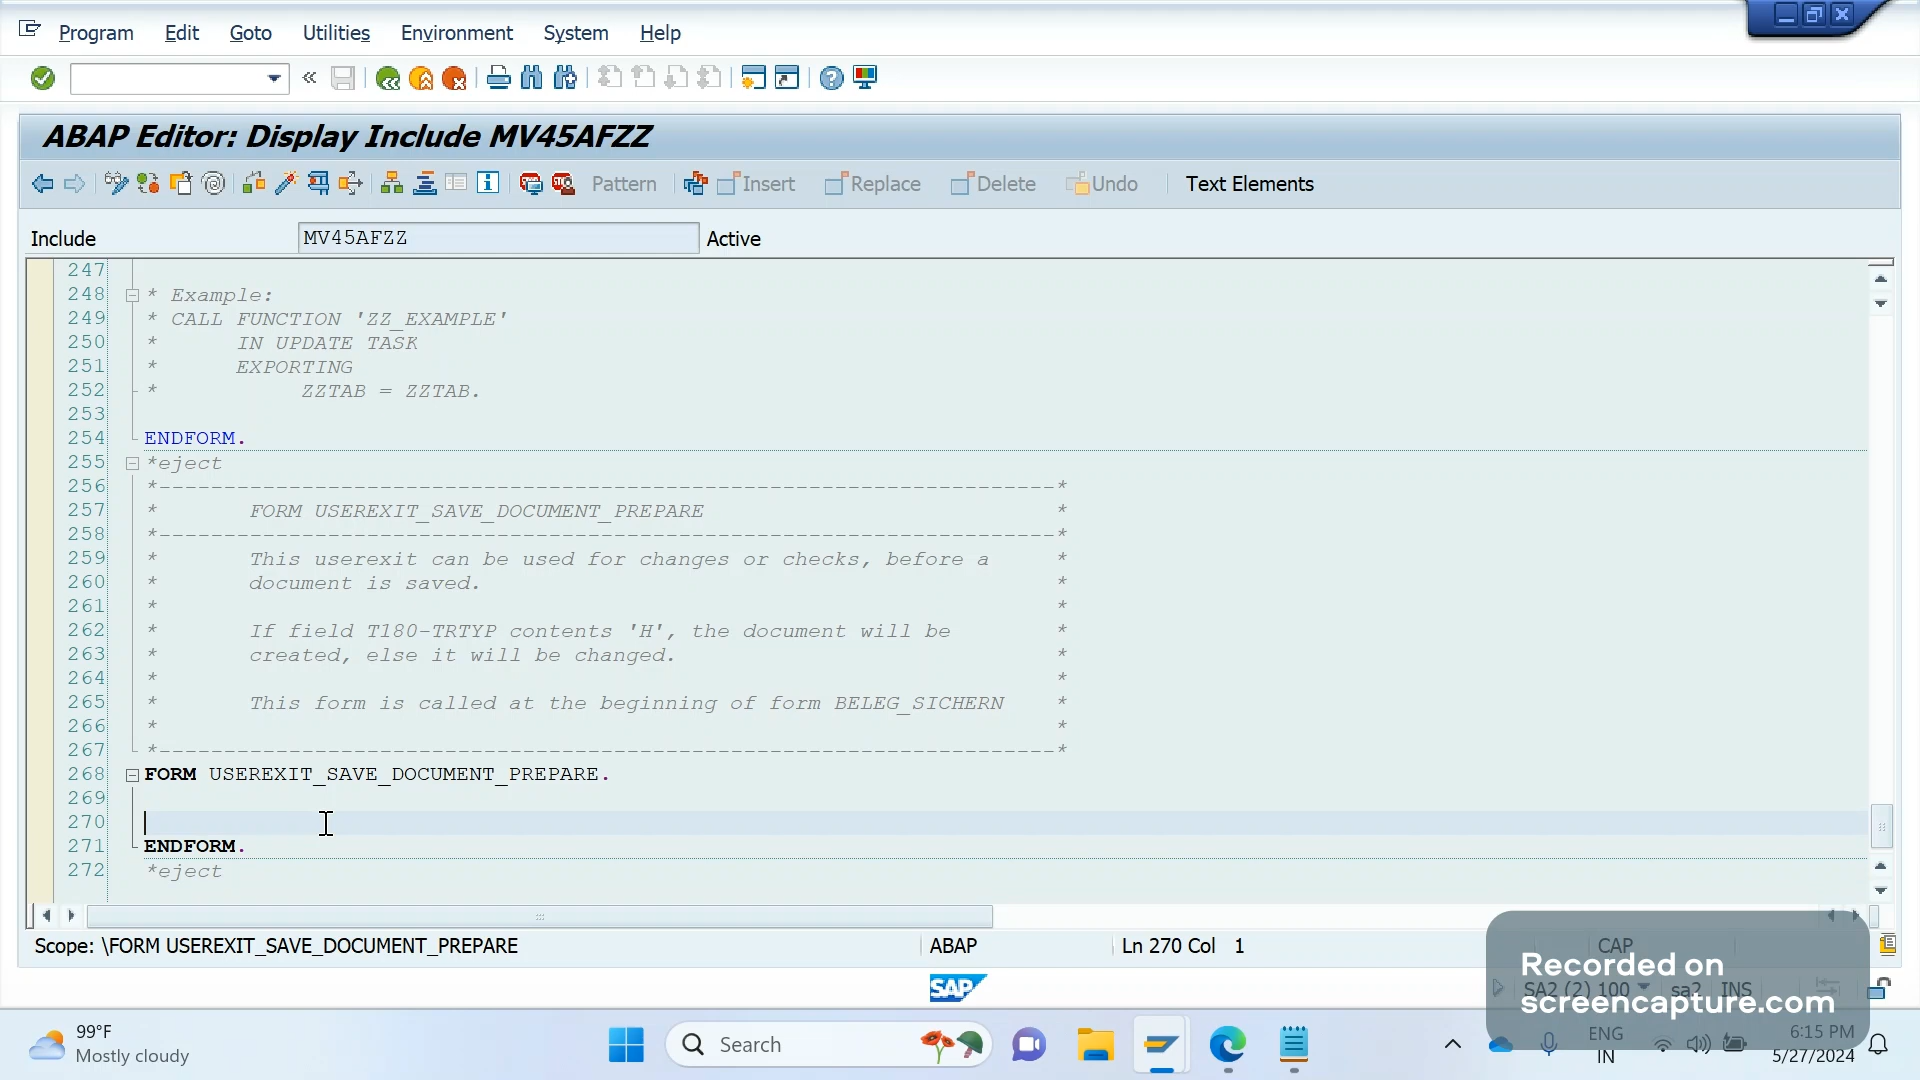 Program Edit Goto Utilities Environment System Help
ABAP Editor: Display Include MV45AFZZ
Pattern Insert Replace Delete Undo Text Elements
Include MV45AFZZ Active
247
248 * Example:
249 * CALL FUNCTION 'ZZ_EXAMPLE'
250 * IN UPDATE TASK
251 * EXPORTING
252 * ZZTAB = ZZTAB.
253
254 ENDFORM.
255 *eject
256 *---------------------------------------------------------------------*
257 * FORM USEREXIT_SAVE_DOCUMENT_PREPARE *
258 *---------------------------------------------------------------------*
259 * This userexit can be used for changes or checks, before a *
260 * document is saved. *
261 * *
262 * If field T180-TRTYP contents 'H', the document will be *
263 * created, else it will be changed. *
264 * *
265 * This form is called at the beginning of form BELEG_SICHERN *
266 * *
267 *---------------------------------------------------------------------*
268 FORM USEREXIT_SAVE_DOCUMENT_PREPARE.
269
270
271 ENDFORM.
272 *eject
Scope: \FORM USEREXIT_SAVE_DOCUMENT_PREPARE ABAP Ln 270 Col 1 CAP
SAP SA2 (2) 100 sa2 INS
Recorded on
screencapture.com
99°F
Mostly cloudy
Search
ENG
IN
6:15 PM
5/27/2024